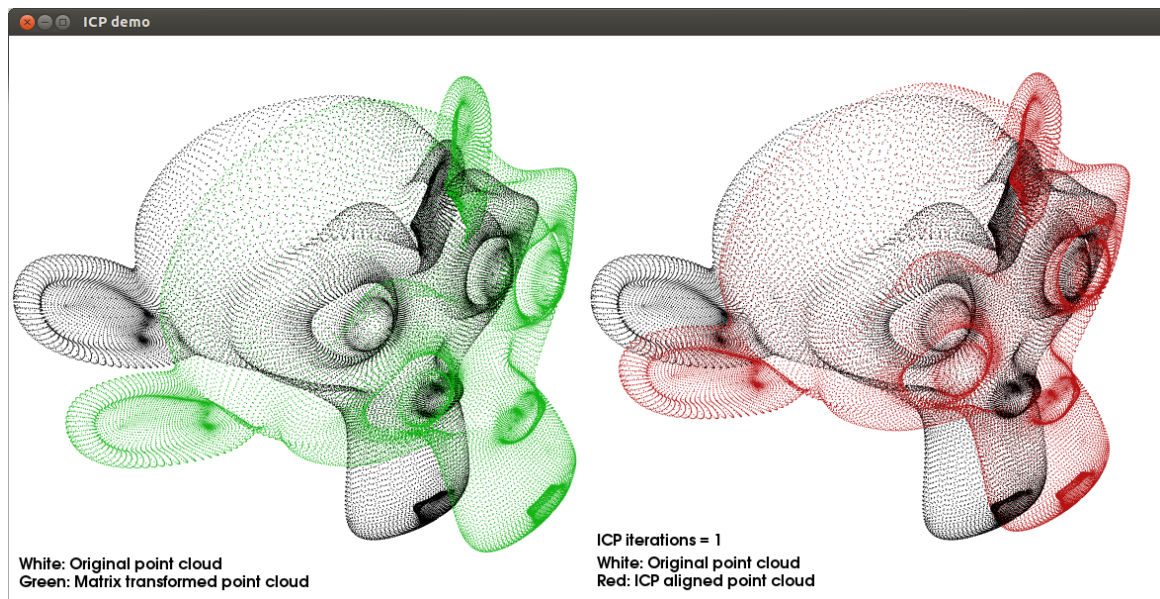 ICP demo
White: Original point cloud
Green: Matrix transformed point cloud
ICP iterations = 1
White: Original point cloud
Red: ICP aligned point cloud